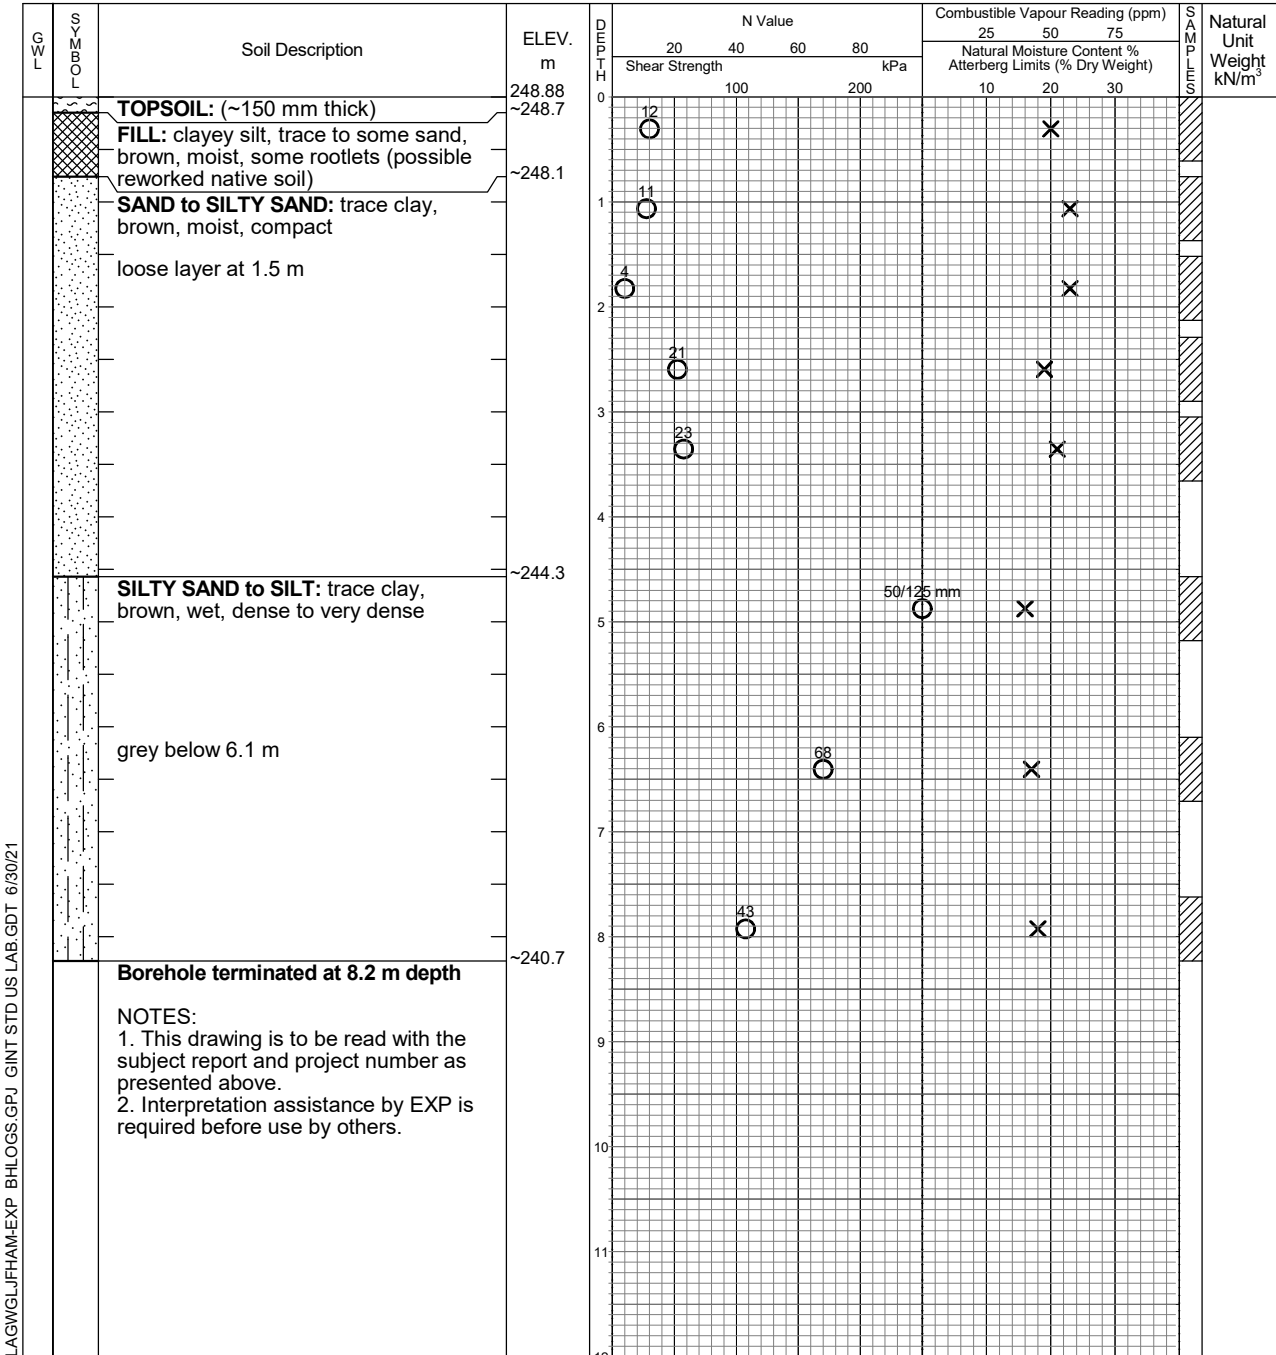 GWL
SYMBOL
Soil Description
ELEV.
m
DEPTH
N Value
20 40 60 80
Shear Strength kPa
100 200
Combustible Vapour Reading (ppm)
25 50 75
Natural Moisture Content %
Atterberg Limits (% Dry Weight)
10 20 30
SAMPLES
Natural
Unit
Weight
kN/m3
248.88
0
TOPSOIL: (~150 mm thick)
~248.7
FILL: clayey silt, trace to some sand,
brown, moist, some rootlets (possible
reworked native soil)
~248.1
12
SAND to SILTY SAND: trace clay,
brown, moist, compact
11
1
loose layer at 1.5 m
4
2
21
3
23
4
~244.3
SILTY SAND to SILT: trace clay,
brown, wet, dense to very dense
50/125 mm
5
6
grey below 6.1 m
68
7
43
8
~240.7
Borehole terminated at 8.2 m depth
NOTES:
1. This drawing is to be read with the
subject report and project number as
presented above.
2. Interpretation assistance by EXP is
required before use by others.
9
10
11
LAGWGLJFHAM-EXP BHLOGS.GPJ GINT STD US LAB.GDT 6/30/21